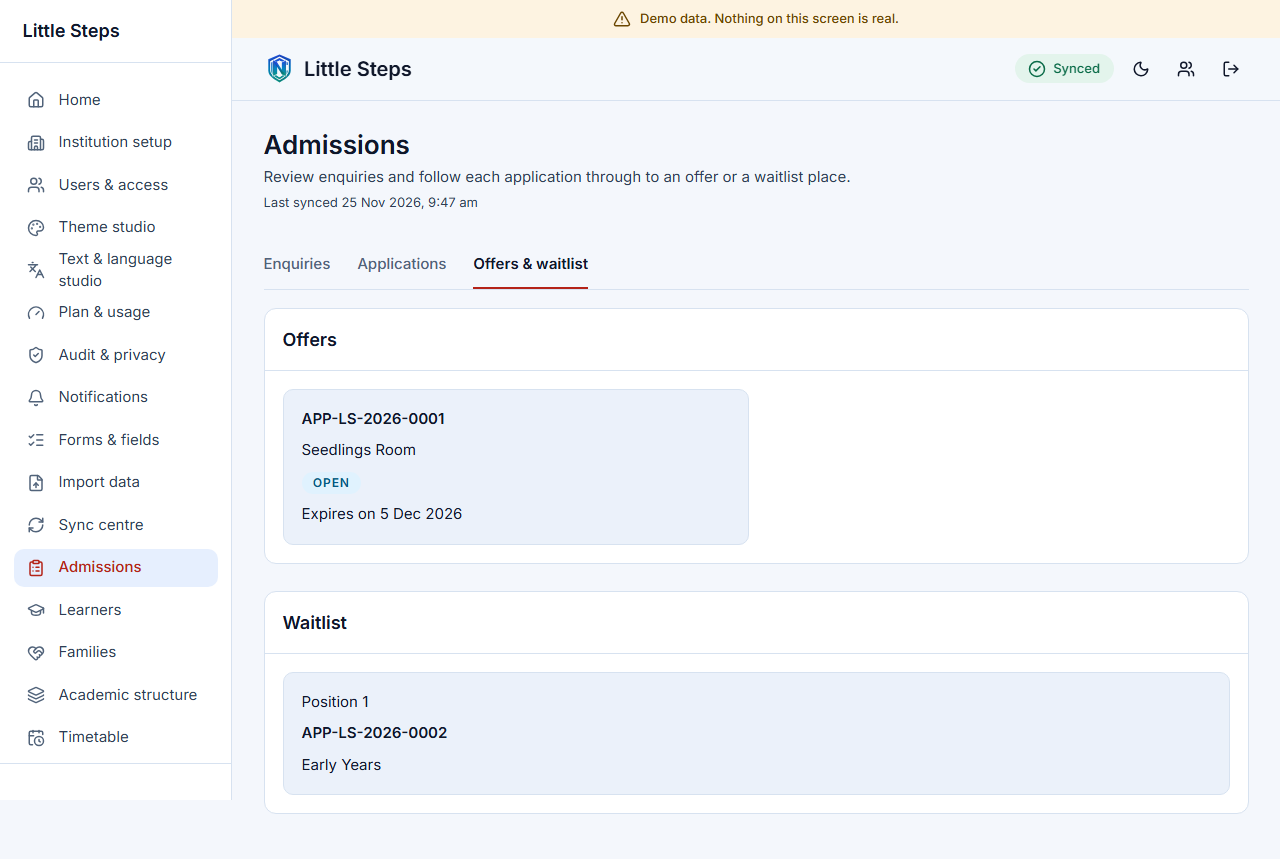 Little Steps
Home
Institution setup
Users & access
Theme studio
Text & language
studio
Plan & usage
Audit & privacy
Notifications
Forms & fields
Import data
Sync centre
Admissions
Learners
Families
Academic structure
Timetable
Demo data. Nothing on this screen is real.
Little Steps
Synced
Admissions
Review enquiries and follow each application through to an offer or a waitlist place.
Last synced 25 Nov 2026, 9:47 am
Enquiries
Applications
Offers & waitlist
Offers
APP-LS-2026-0001
Seedlings Room
OPEN
Expires on 5 Dec 2026
Waitlist
Position 1
APP-LS-2026-0002
Early Years